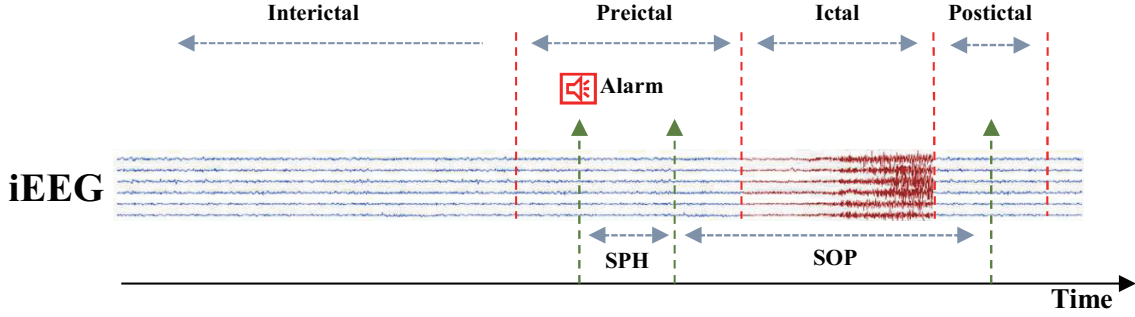 Interictal
Preictal
Ictal
Postictal
Alarm
iEEG
SPH
SOP
Time